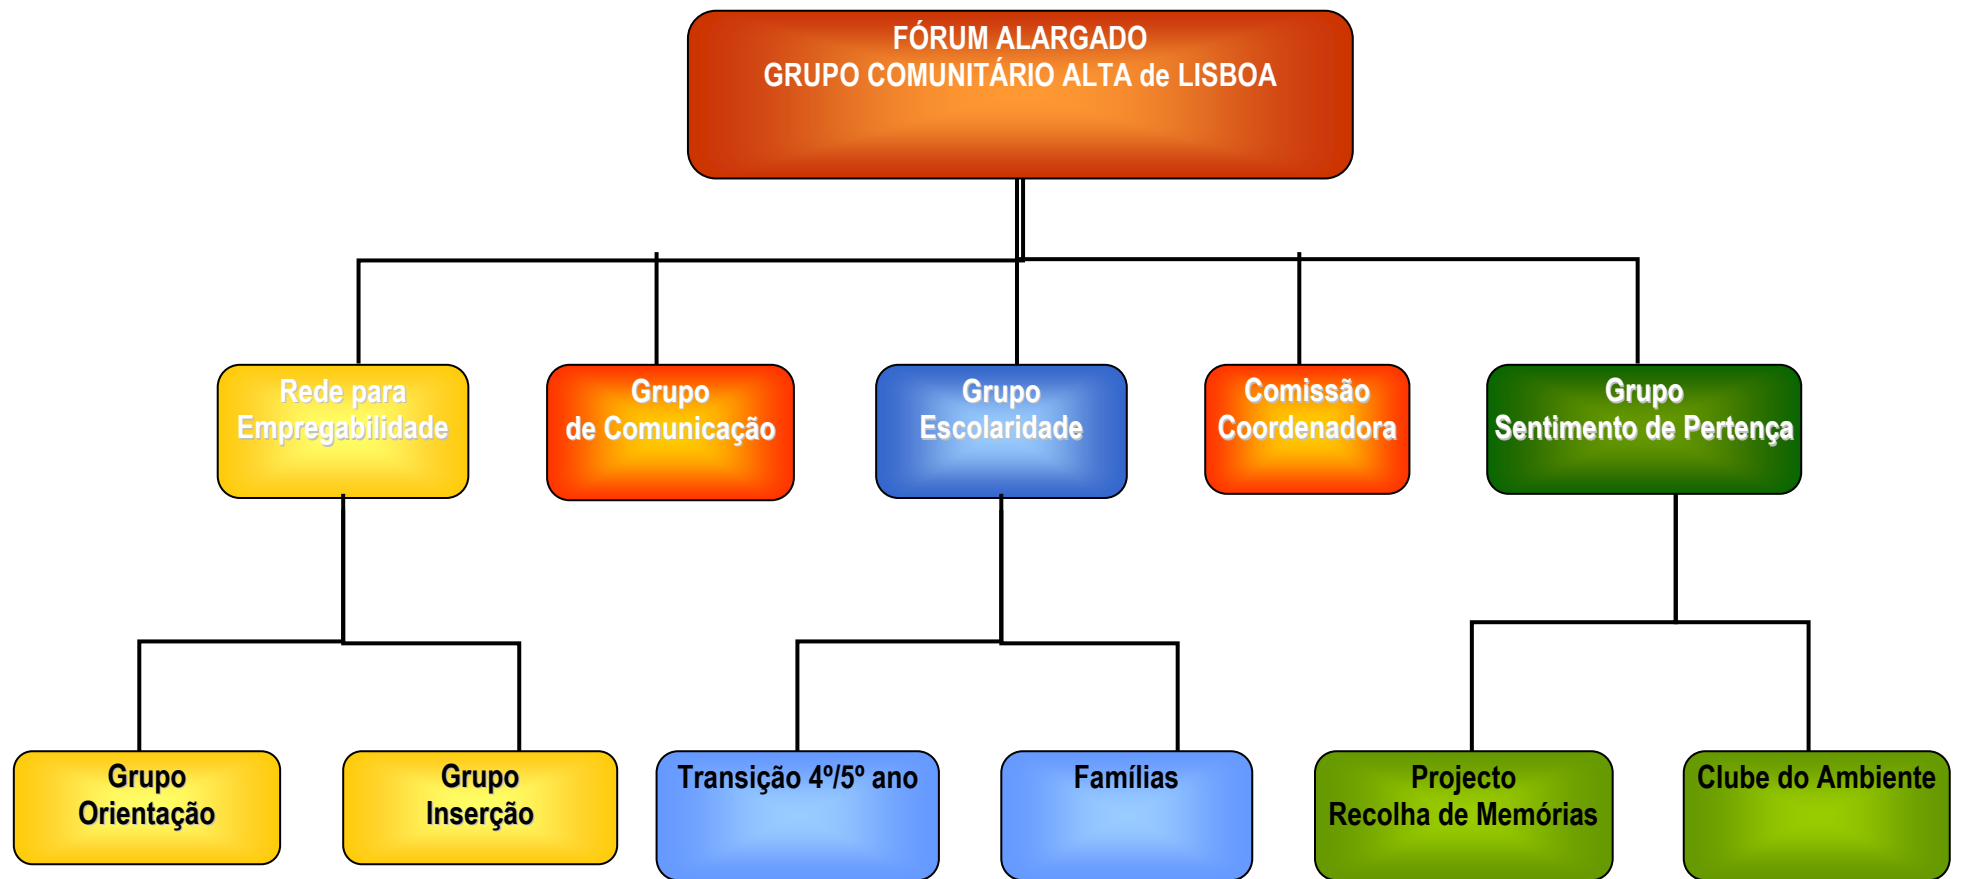 FÓRUM ALARGADO
GRUPO COMUNITÁRIO ALTA de LISBOA
Rede para
Empregabilidade
Grupo
de Comunicação
Grupo
Escolaridade
Comissão
Coordenadora
Grupo
Sentimento de Pertença
Grupo
Orientação
Grupo
Inserção
Transição 4º/5º ano
Famílias
Projecto
Recolha de Memórias
Clube do Ambiente